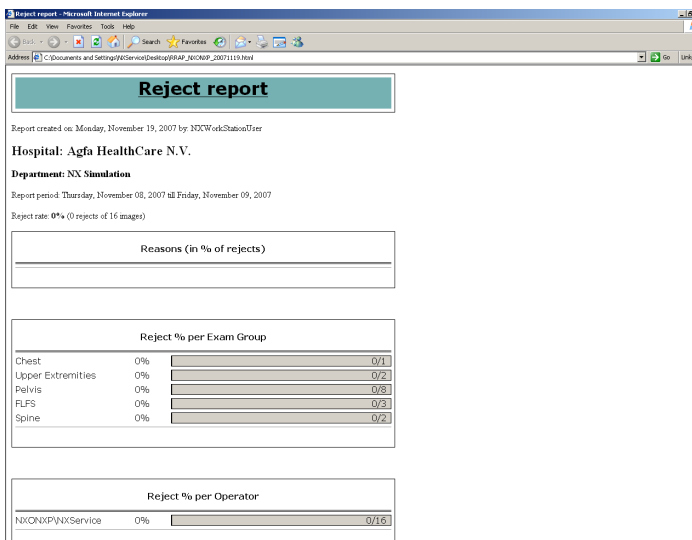 Reject report - Microsoft Internet Explorer
File Edit View Favorites Tools Help
Back Search Favorites
Address C:\Documents and Settings\NXService\Desktop\RRAP_NXONXP_20071119.html Go Links
Reject report
Report created on: Monday, November 19, 2007 by: NXWorkStationUser
Hospital: Agfa HealthCare N.V.
Department: NX Simulation
Report period: Thursday, November 08, 2007 till Friday, November 09, 2007
Reject rate: 0% (0 rejects of 16 images)
Reasons (in % of rejects)
Reject % per Exam Group
Chest 0% 0/1
Upper Extremities 0% 0/2
Pelvis 0% 0/8
FLFS 0% 0/3
Spine 0% 0/2
Reject % per Operator
NXONXP\NXService 0% 0/16